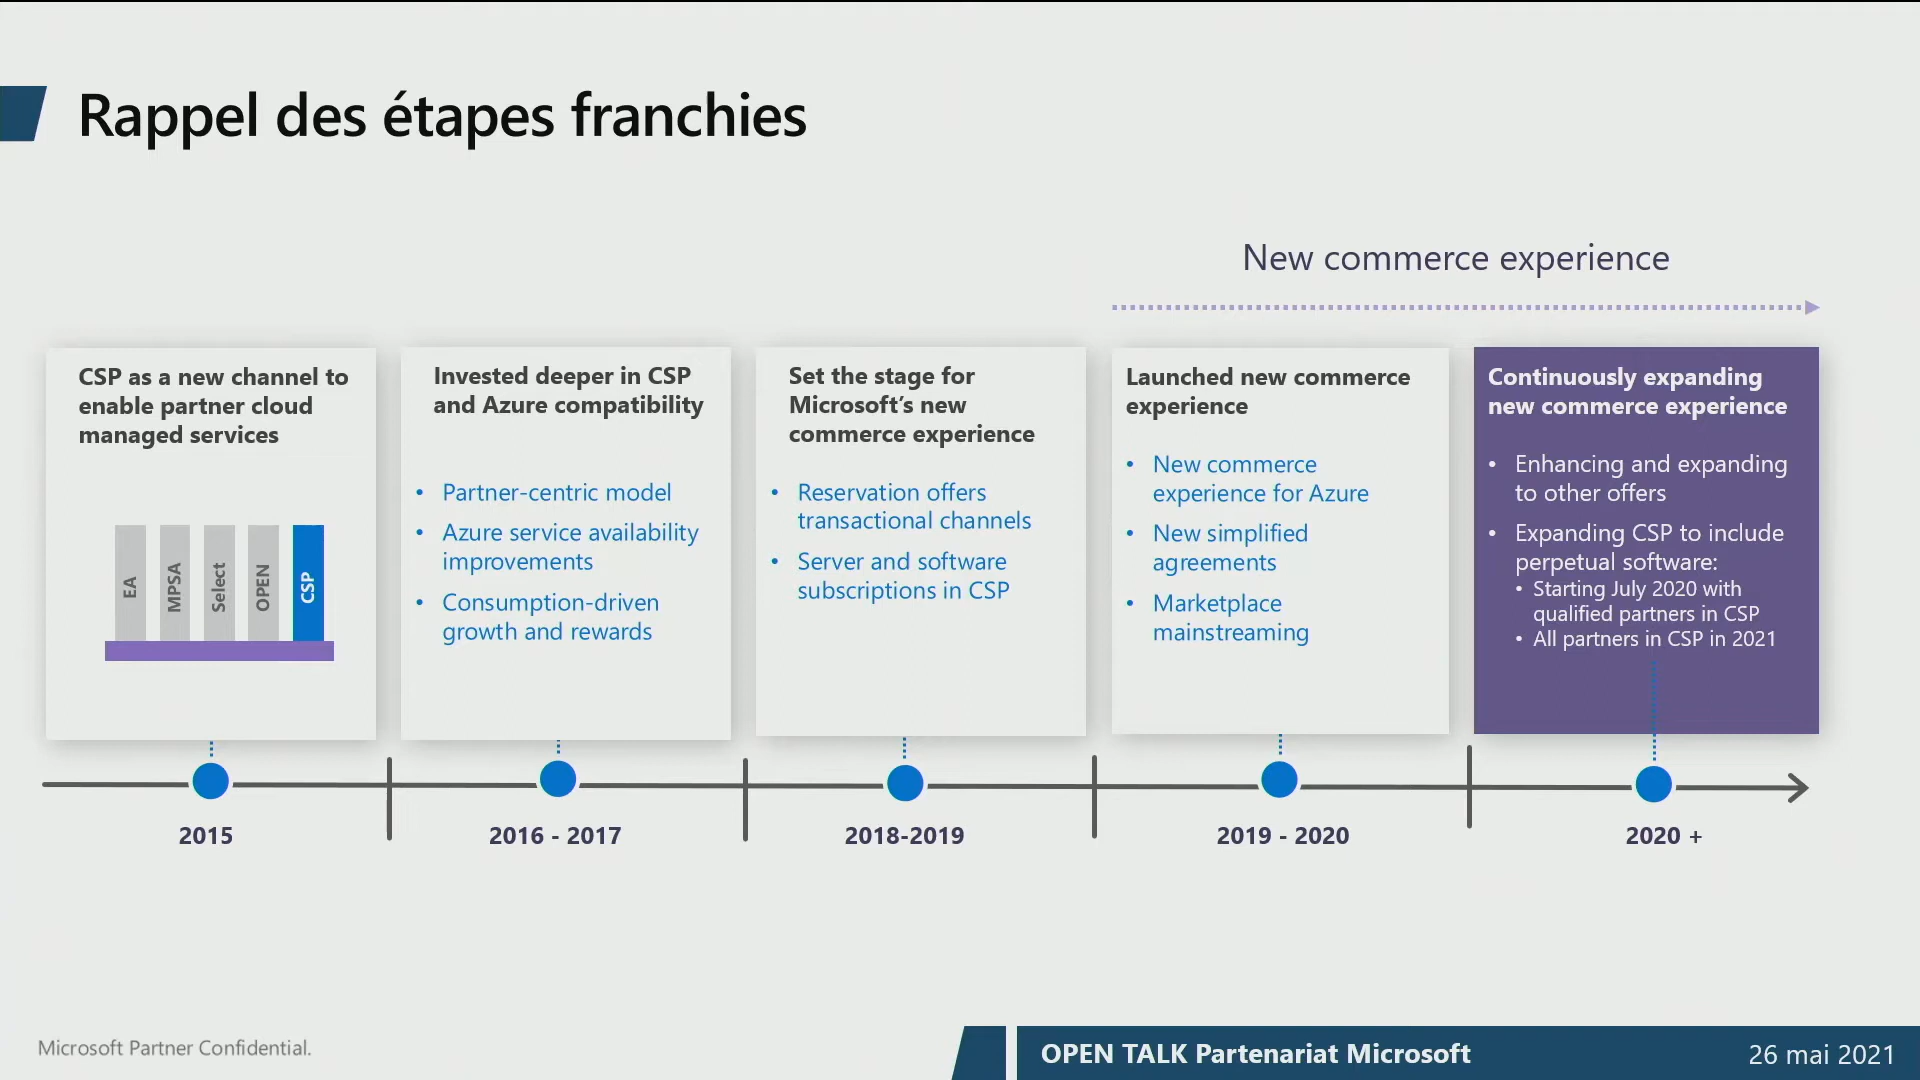 Rappel des étapes franchies
New commerce experience
CSP as a new channel to
enable partner cloud
managed services
EA
MPSA
Select
OPEN
CSP
Invested deeper in CSP
and Azure compatibility
• Partner-centric model
• Azure service availability
improvements
• Consumption-driven
growth and rewards
Set the stage for
Microsoft’s new
commerce experience
• Reservation offers
transactional channels
• Server and software
subscriptions in CSP
Launched new commerce
experience
• New commerce
experience for Azure
• New simplified
agreements
• Marketplace
mainstreaming
Continuously expanding
new commerce experience
• Enhancing and expanding
to other offers
• Expanding CSP to include
perpetual software:
• Starting July 2020 with
qualified partners in CSP
• All partners in CSP in 2021
2015
2016 - 2017
2018-2019
2019 - 2020
2020 +
Microsoft Partner Confidential.
OPEN TALK Partenariat Microsoft
26 mai 2021